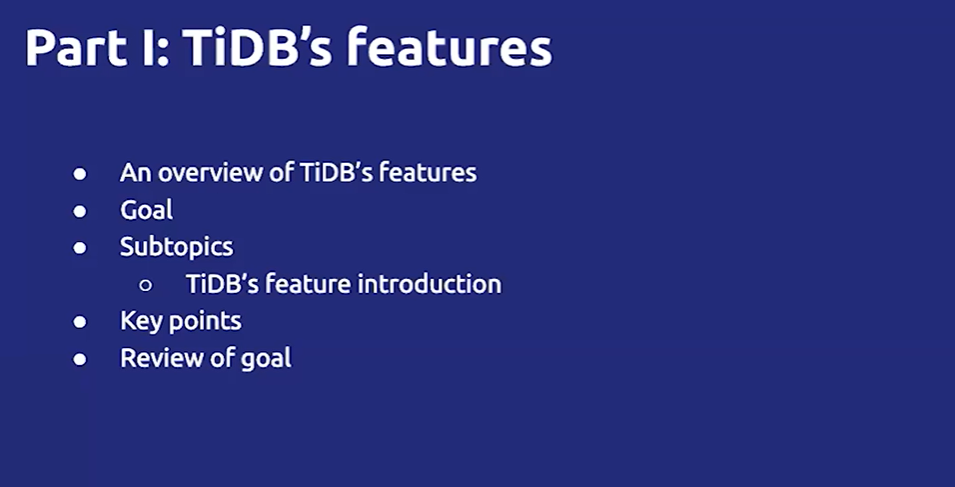 Part I: TiDB’s features
● An overview of TiDB’s features
● Goal
● Subtopics
○ TiDB’s feature introduction
● Key points
● Review of goal